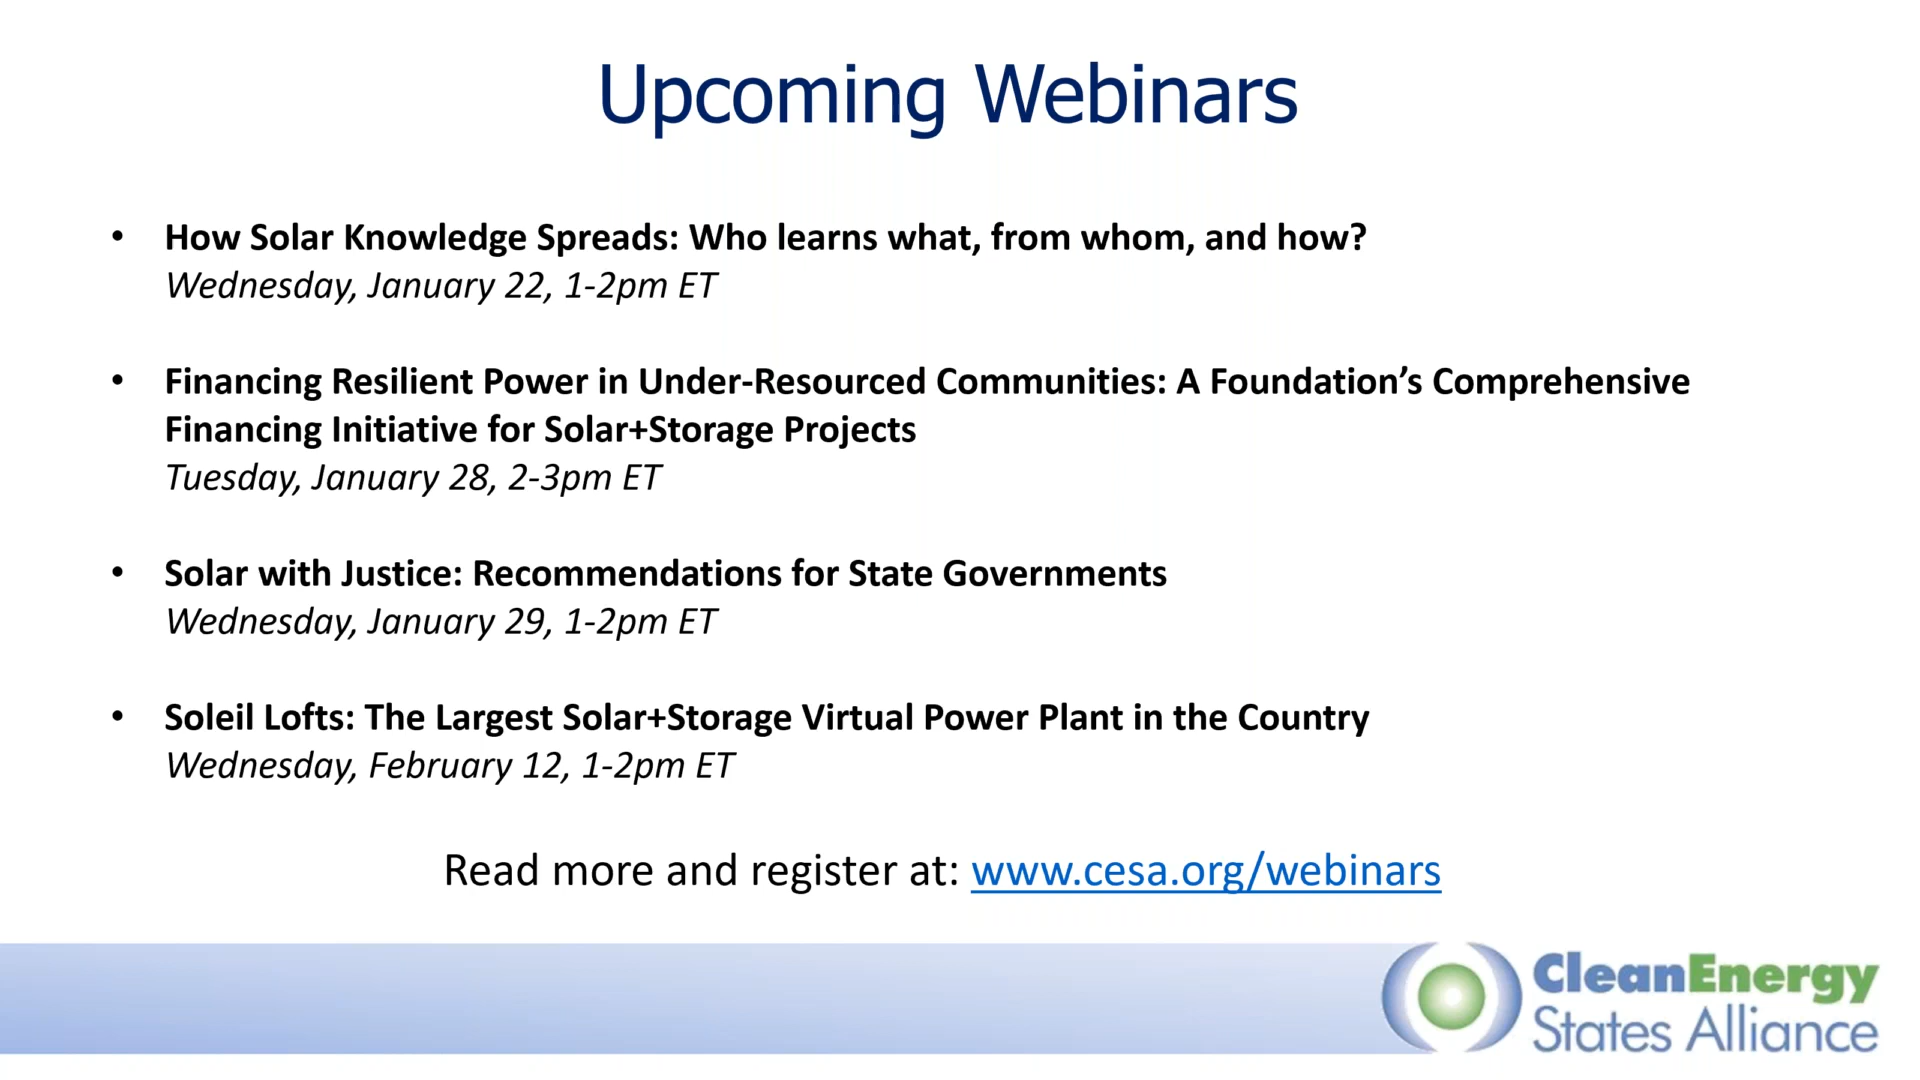 Upcoming Webinars
• How Solar Knowledge Spreads: Who learns what, from whom, and how?
Wednesday, January 22, 1-2pm ET
• Financing Resilient Power in Under-Resourced Communities: A Foundation’s Comprehensive
Financing Initiative for Solar+Storage Projects
Tuesday, January 28, 2-3pm ET
• Solar with Justice: Recommendations for State Governments
Wednesday, January 29, 1-2pm ET
• Soleil Lofts: The Largest Solar+Storage Virtual Power Plant in the Country
Wednesday, February 12, 1-2pm ET
Read more and register at: www.cesa.org/webinars
CleanEnergy
States Alliance